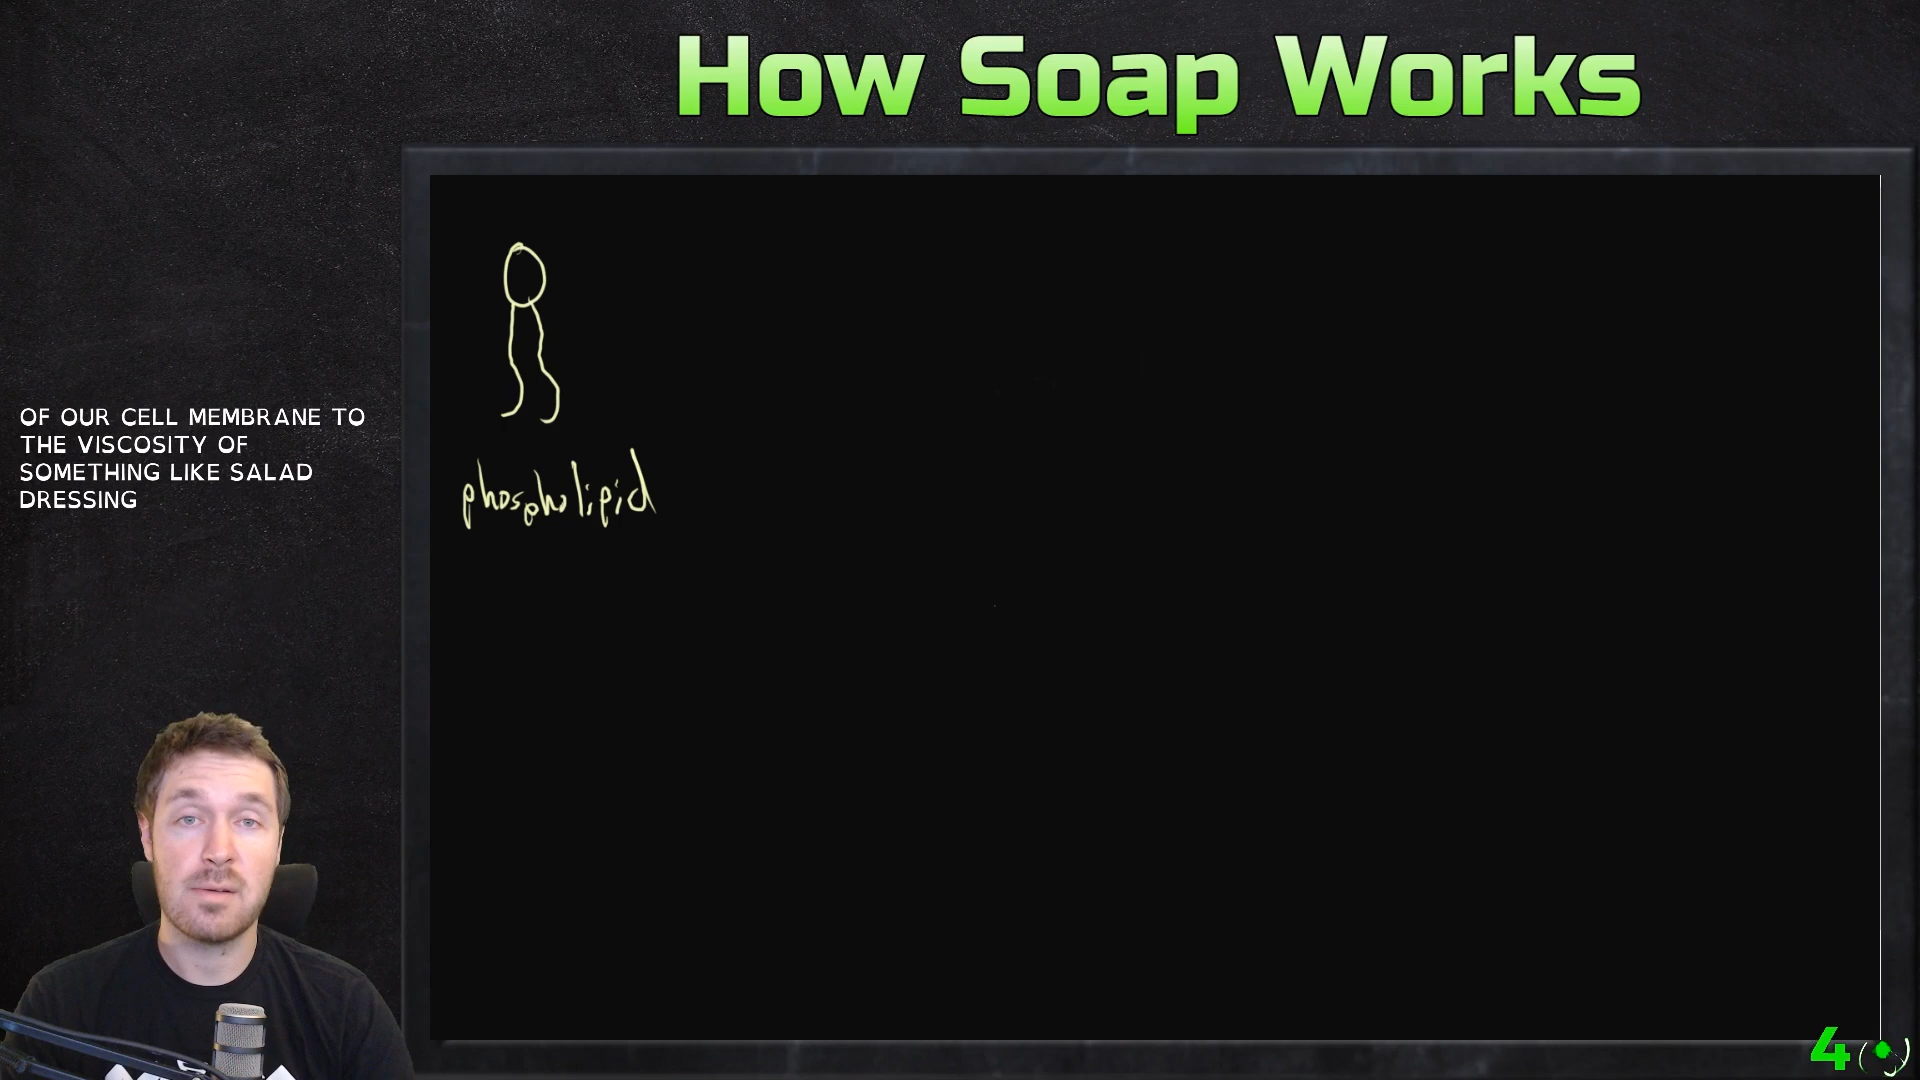 How Soap Works
OF OUR CELL MEMBRANE TO
THE VISCOSITY OF
SOMETHING LIKE SALAD
DRESSING
phospholipid
4